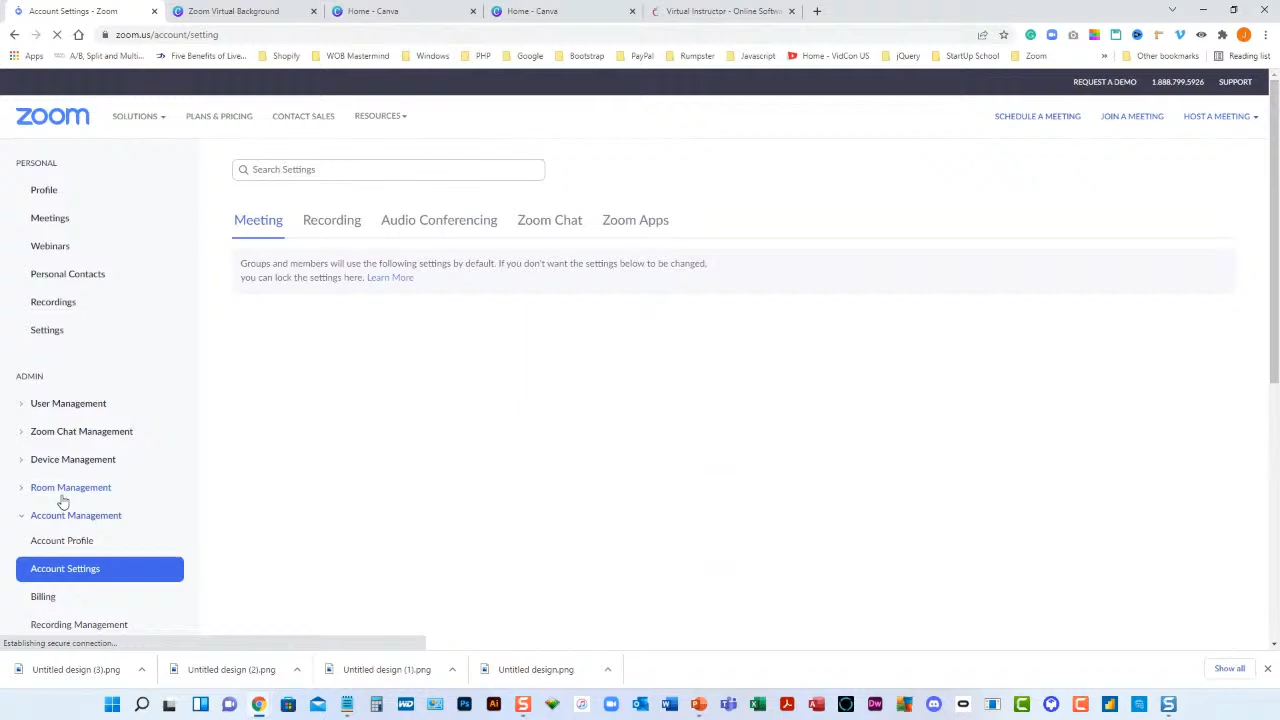 Account Settings - Zoom
Zoom Virtual Background
Home - Canva
Home - Canva
Virtual Instructor - Online Softw
zoom.us/account/setting
J
Apps
A/B, Split and Multi...
Five Benefits of Livi...
Shopify
WOB Mastermind
Windows
PHP
Google
Bootstrap
PayPal
Rumpster
Javascript
Home - VidCon US
jQuery
StartUp School
Zoom
»
Other bookmarks
Reading list
REQUEST A DEMO
1.888.799.5926
SUPPORT
zoom
SOLUTIONS
PLANS & PRICING
CONTACT SALES
RESOURCES
SCHEDULE A MEETING
JOIN A MEETING
HOST A MEETING
PERSONAL
Profile
Meetings
Webinars
Personal Contacts
Recordings
Settings
ADMIN
User Management
Zoom Chat Management
Device Management
Room Management
Account Management
Account Profile
Account Settings
Billing
Recording Management
Search Settings
Meeting
Recording
Audio Conferencing
Zoom Chat
Zoom Apps
Groups and members will use the following settings by default. If you don't want the settings below to be changed,
you can lock the settings here. Learn More
Establishing secure connection...
Untitled design (3).png
Untitled design (2).png
Untitled design (1).png
Untitled design.png
Show all
WD
Ps
Ai
S
W
X
Dw
C
C
S